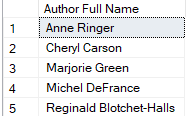 Author Full Name
1 Anne Ringer
2 Cheryl Carson
3 Marjorie Green
4 Michel DeFrance
5 Reginald Blotchet-Halls